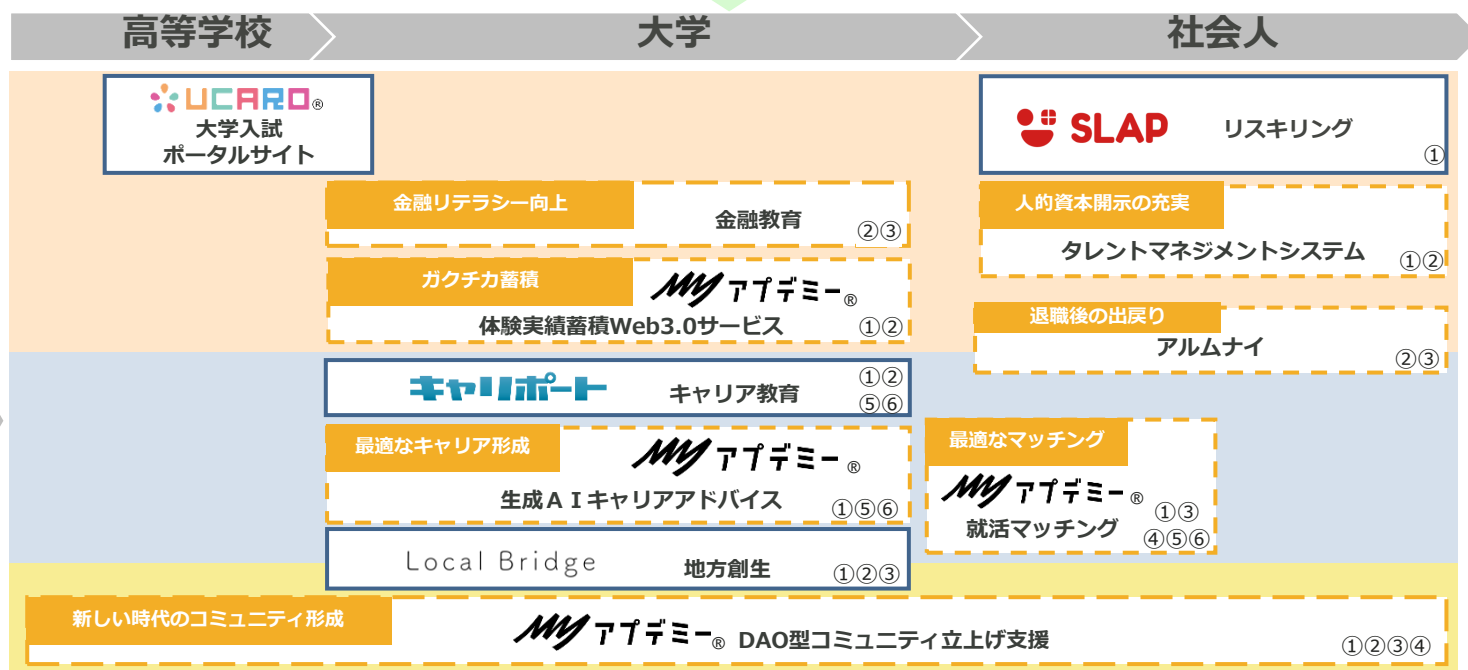 高等学校
大学
社会人
UCARO®
大学入試
ポータルサイト
SLAP リスキリング
①
金融リテラシー向上
金融教育
②③
人的資本開示の充実
タレントマネジメントシステム
①②
ガクチカ蓄積
MYアプデミー®
体験実績蓄積Web3.0サービス
①②
退職後の出戻り
アルムナイ
②③
キャリポート キャリア教育
①②
⑤⑥
最適なキャリア形成
MYアプデミー®
生成ＡＩキャリアアドバイス
①⑤⑥
最適なマッチング
MYアプデミー®
①③
就活マッチング
④⑤⑥
Local Bridge 地方創生
①②③
新しい時代のコミュニティ形成
MYアプデミー® DAO型コミュニティ立上げ支援
①②③④